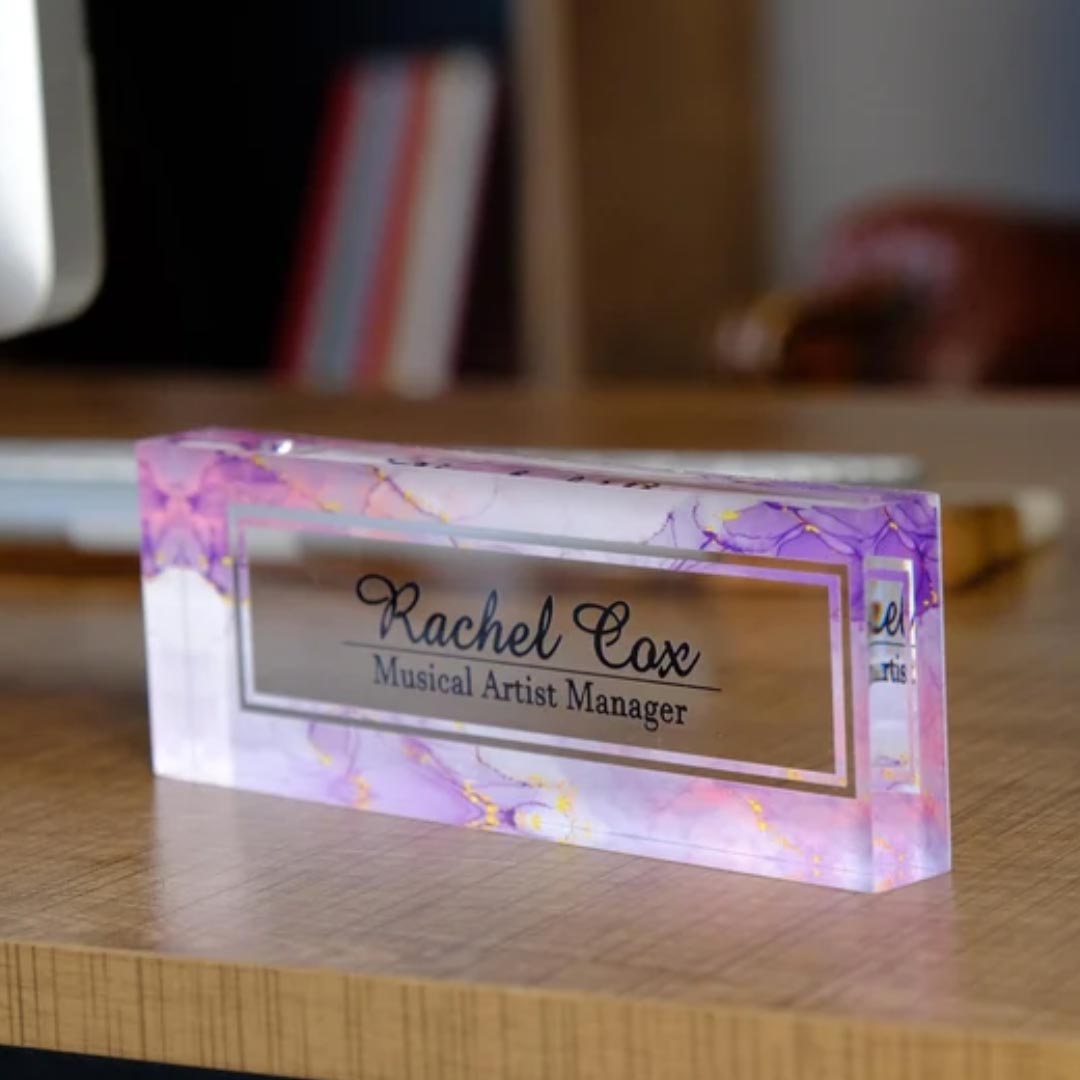 Rachel Cox
Musical Artist Manager